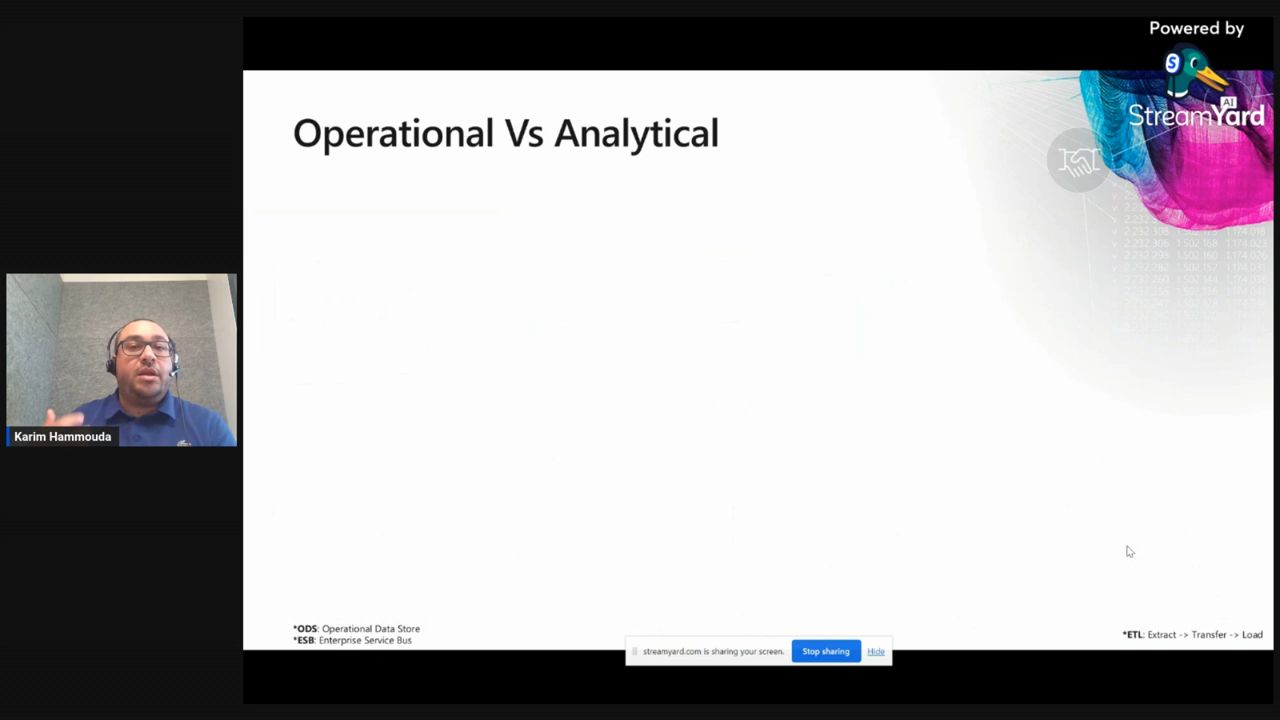 Powered by
AI
StreamYard
Operational Vs Analytical
Karim Hammouda
*ODS: Operational Data Store
*ESB: Enterprise Service Bus
*ETL: Extract -> Transfer -> Load
streamyard.com is sharing your screen.
Stop sharing
Hide